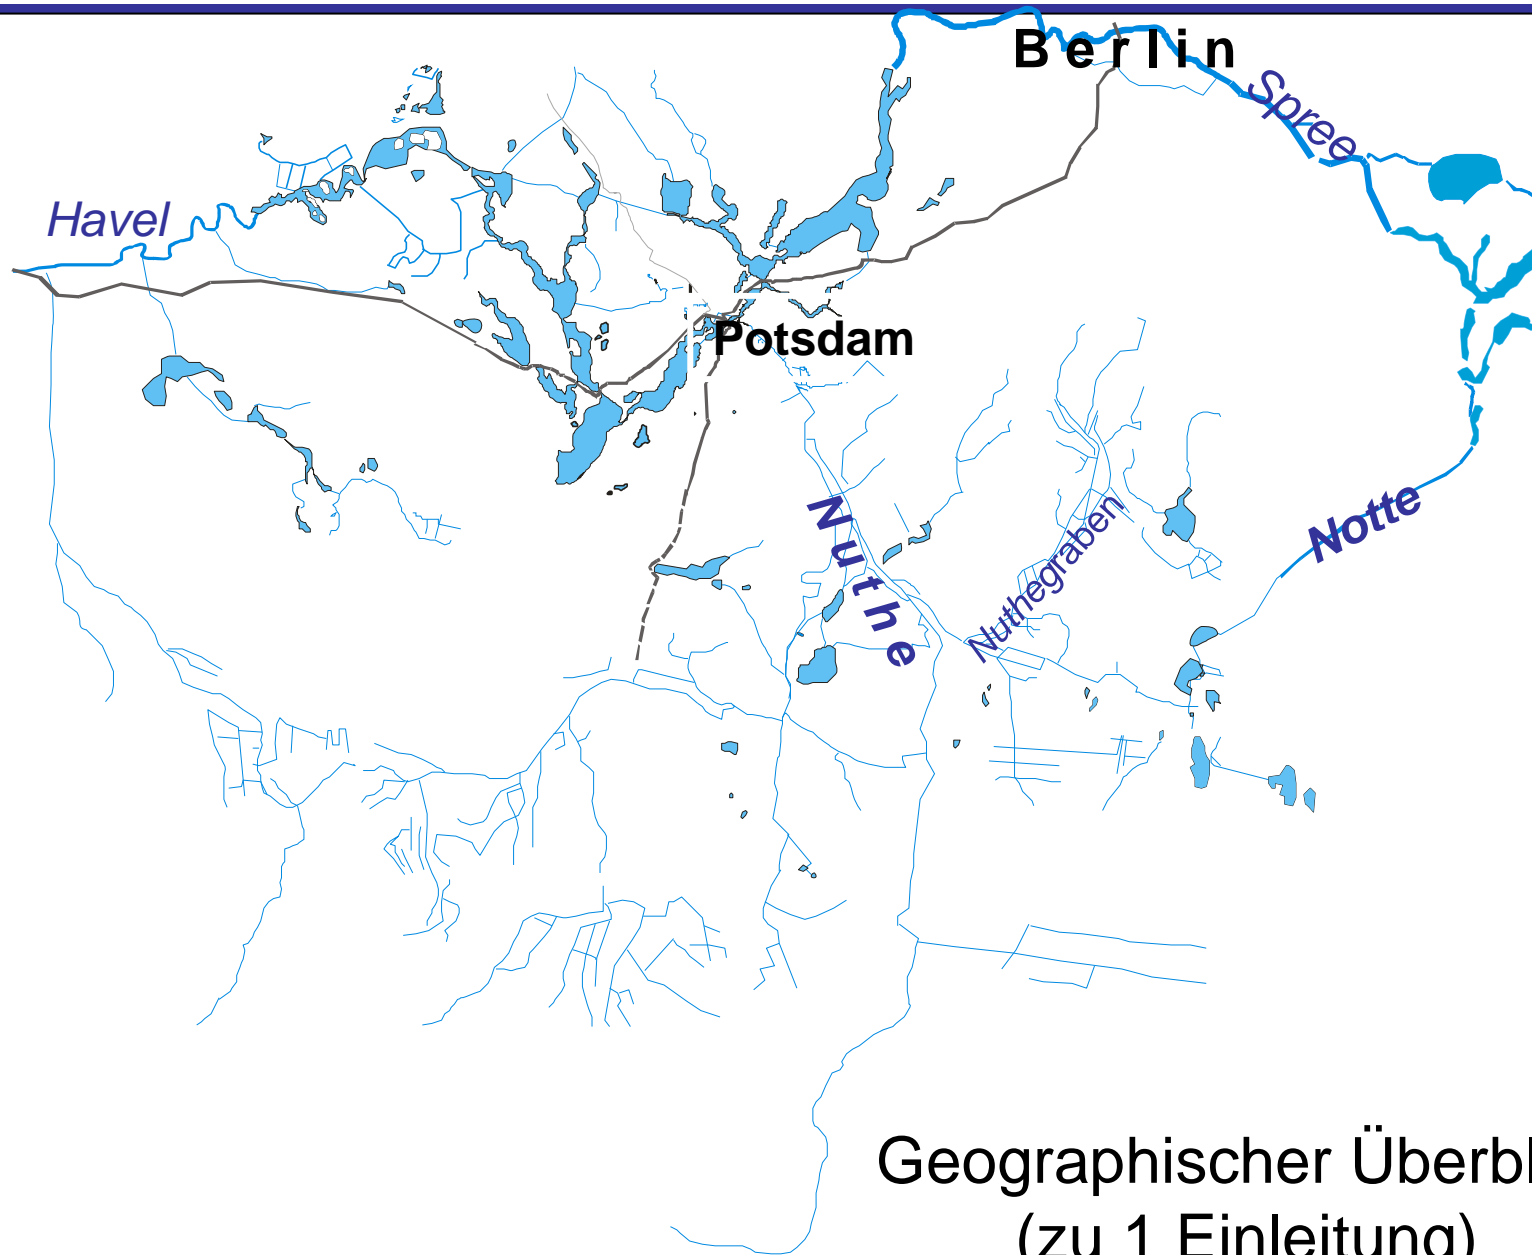 Berlin
Spree
Havel
Potsdam
Nuthe
Nuthegraben
Notte
Geographischer Überbl
(zu 1 Einleitung)